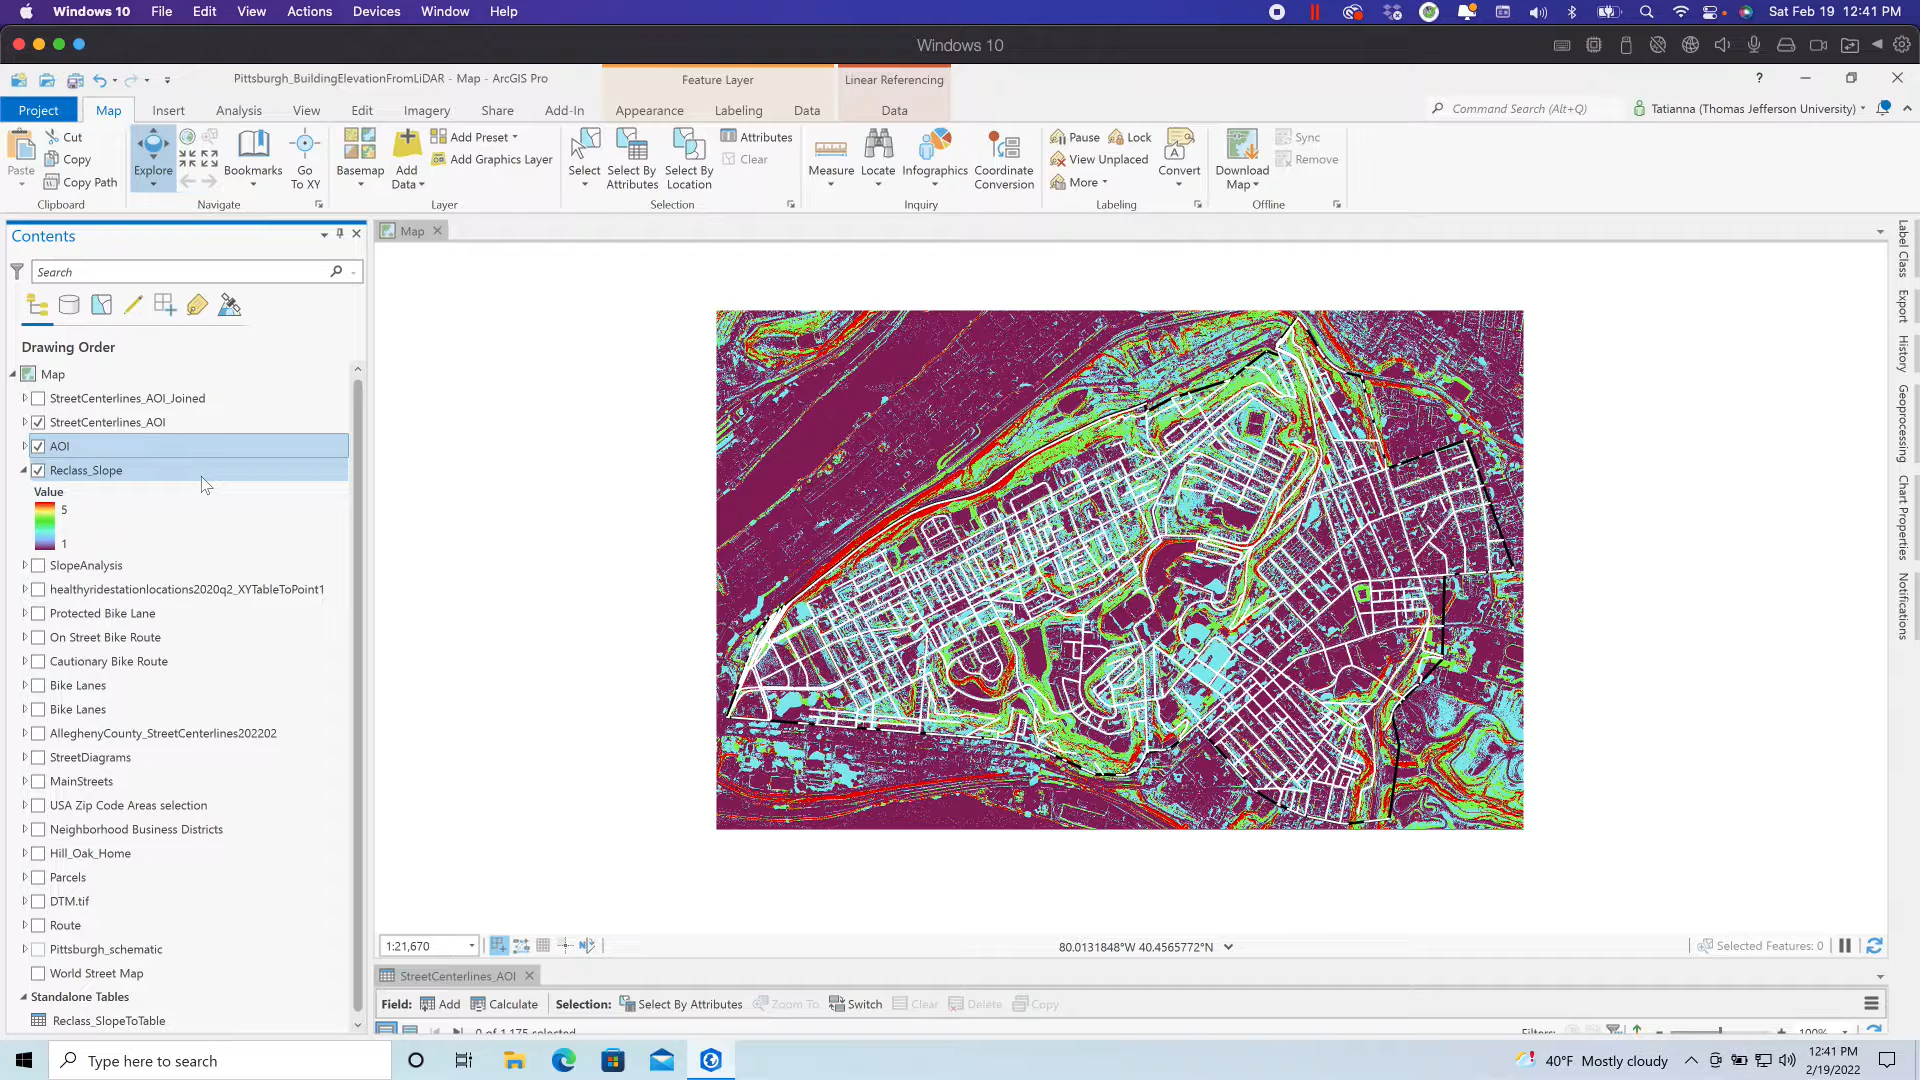 Windows 10 File Edit View Actions Devices Window Help Sat Feb 19 12:41 PM
Windows 10
Pittsburgh_BuildingElevationFromLiDAR - Map - ArcGIS Pro Feature Layer Linear Referencing ?
Project Map Insert Analysis View Edit Imagery Share Add-In Appearance Labeling Data Data Command Search (Alt+Q) Tatianna (Thomas Jefferson University)
Paste Cut Copy Copy Path Clipboard
Explore Bookmarks Go To XY Navigate
Basemap Add Data Add Preset Add Graphics Layer Layer
Select Select By Attributes Select By Location Attributes Clear Selection
Measure Locate Infographics Coordinate Conversion Inquiry
Pause Lock View Unplaced More Convert Labeling
Download Map Sync Remove Offline
Contents
Map
Search
Drawing Order
Map
StreetCenterlines_AOI_Joined
StreetCenterlines_AOI
AOI
Reclass_Slope
Value
5
1
SlopeAnalysis
healthyridestationlocations2020q2_XYTableToPoint1
Protected Bike Lane
On Street Bike Route
Cautionary Bike Route
Bike Lanes
Bike Lanes
AlleghenyCounty_StreetCenterlines202202
StreetDiagrams
MainStreets
USA Zip Code Areas selection
Neighborhood Business Districts
Hill_Oak_Home
Parcels
DTM.tif
Route
Pittsburgh_schematic
World Street Map
Standalone Tables
Reclass_SlopeToTable
Label Class
Export
History
Geoprocessing
Chart Properties
Notifications
1:21,670 80.0131848°W 40.4565772°N Selected Features: 0
StreetCenterlines_AOI
Field: Add Calculate Selection: Select By Attributes Zoom To Switch Clear Delete Copy
0 of 1,175 selected Filters: 100%
Type here to search 40°F Mostly cloudy 12:41 PM
2/19/2022